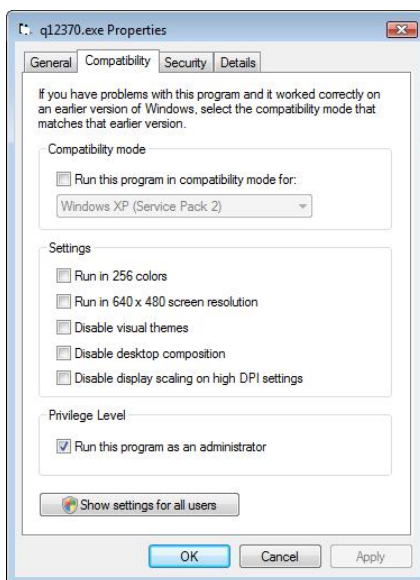 q12370.exe Properties
General Compatibility Security Details
If you have problems with this program and it worked correctly on
an earlier version of Windows, select the compatibility mode that
matches that earlier version.
Compatibility mode
Run this program in compatibility mode for:
Windows XP (Service Pack 2)
Settings
Run in 256 colors
Run in 640 x 480 screen resolution
Disable visual themes
Disable desktop composition
Disable display scaling on high DPI settings
Privilege Level
Run this program as an administrator
Show settings for all users
OK Cancel Apply